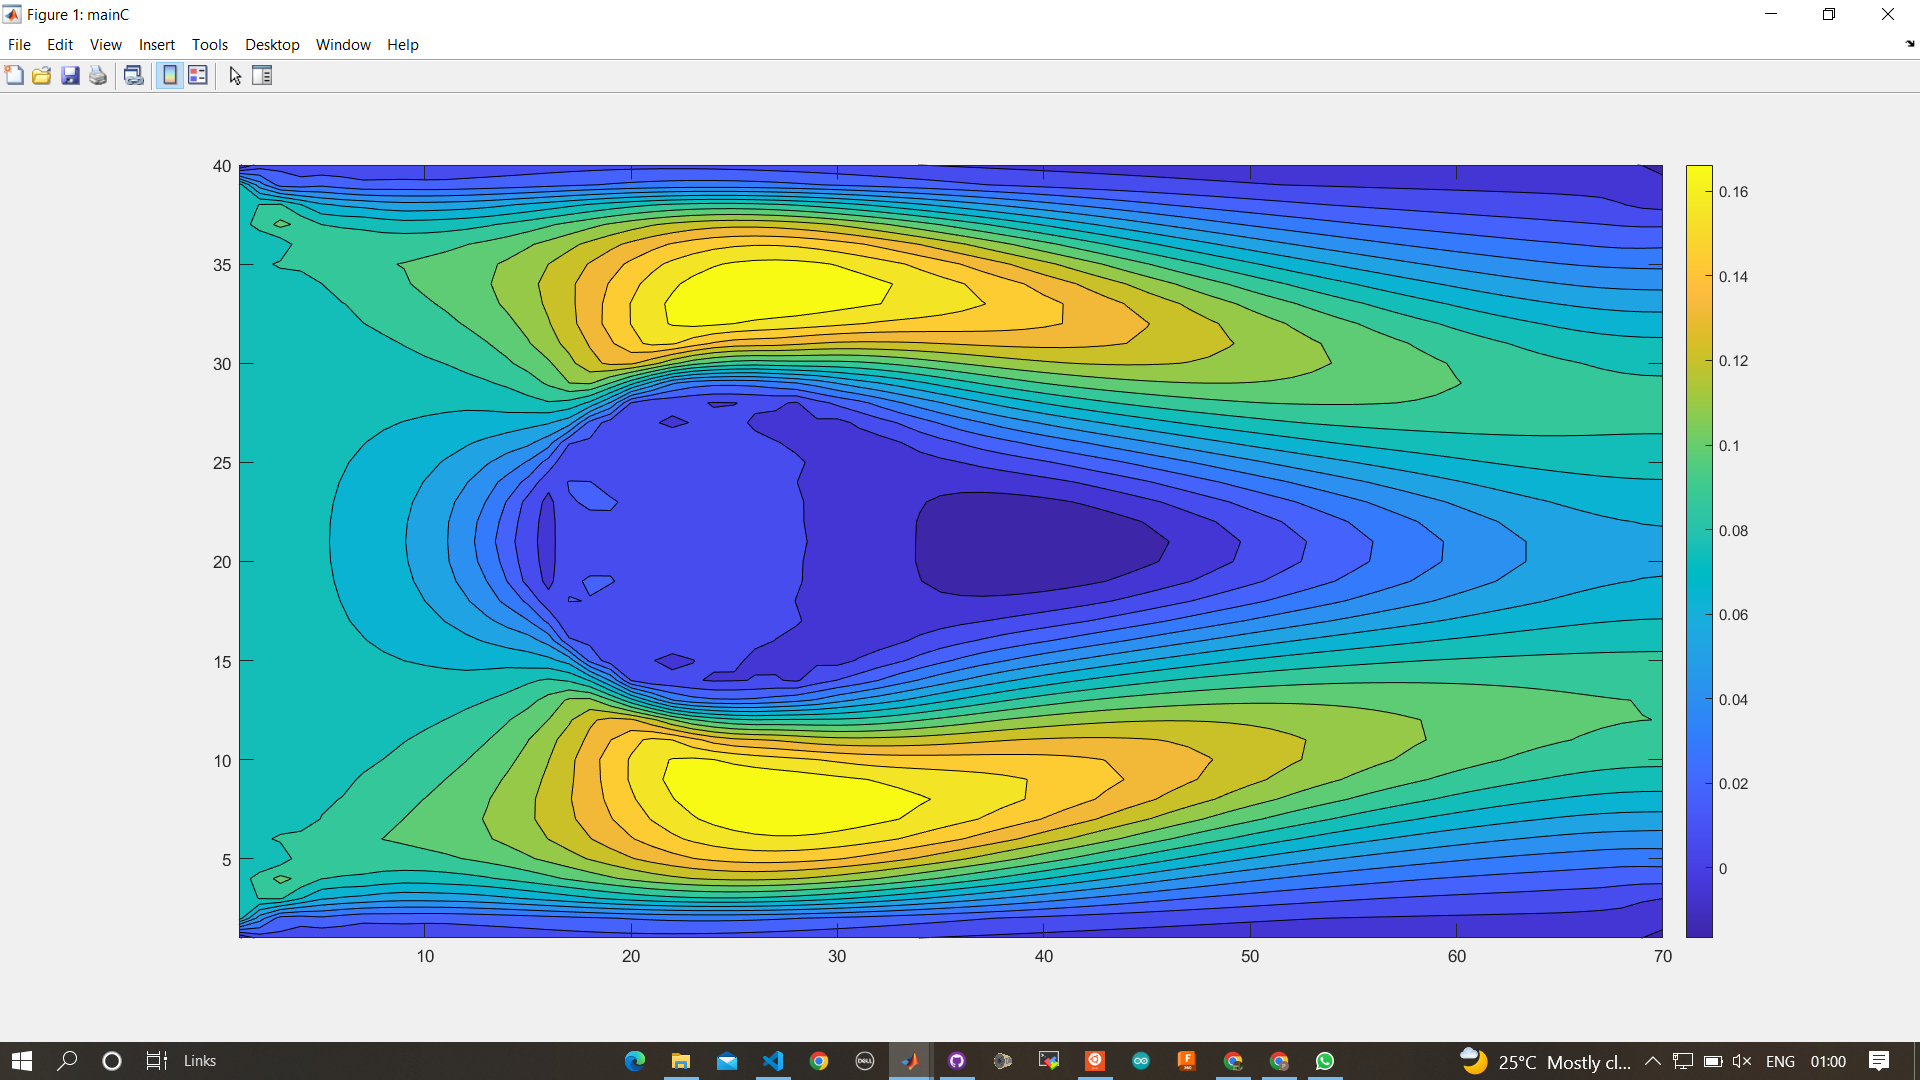 Figure 1: mainC
File Edit View Insert Tools Desktop Window Help
40
35
30
25
20
15
10
5
10 20 30 40 50 60 70
0.16
0.14
0.12
0.1
0.08
0.06
0.04
0.02
0
Links
DELL
F
25°C Mostly cl... ENG 01:00